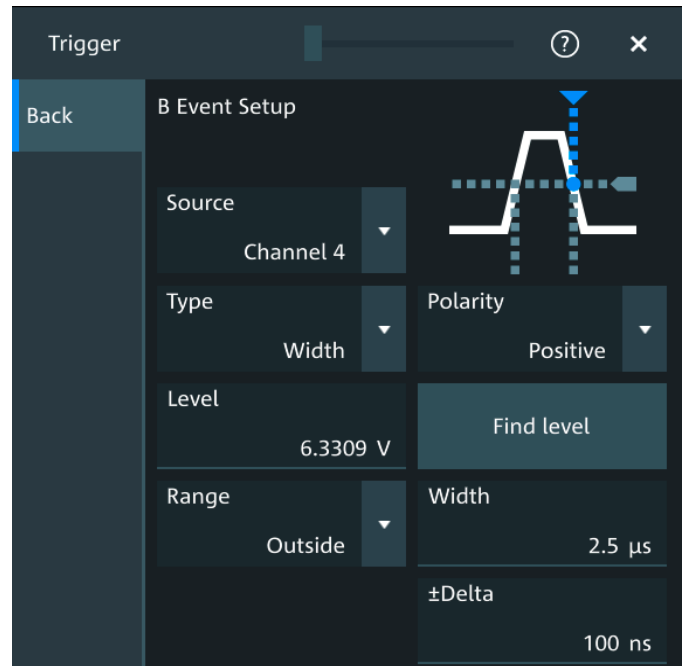 Trigger
?
×
Back
B Event Setup
Source
Channel 4
Type
Width
Polarity
Positive
Level
6.3309 V
Find level
Range
Outside
Width
2.5 µs
±Delta
100 ns